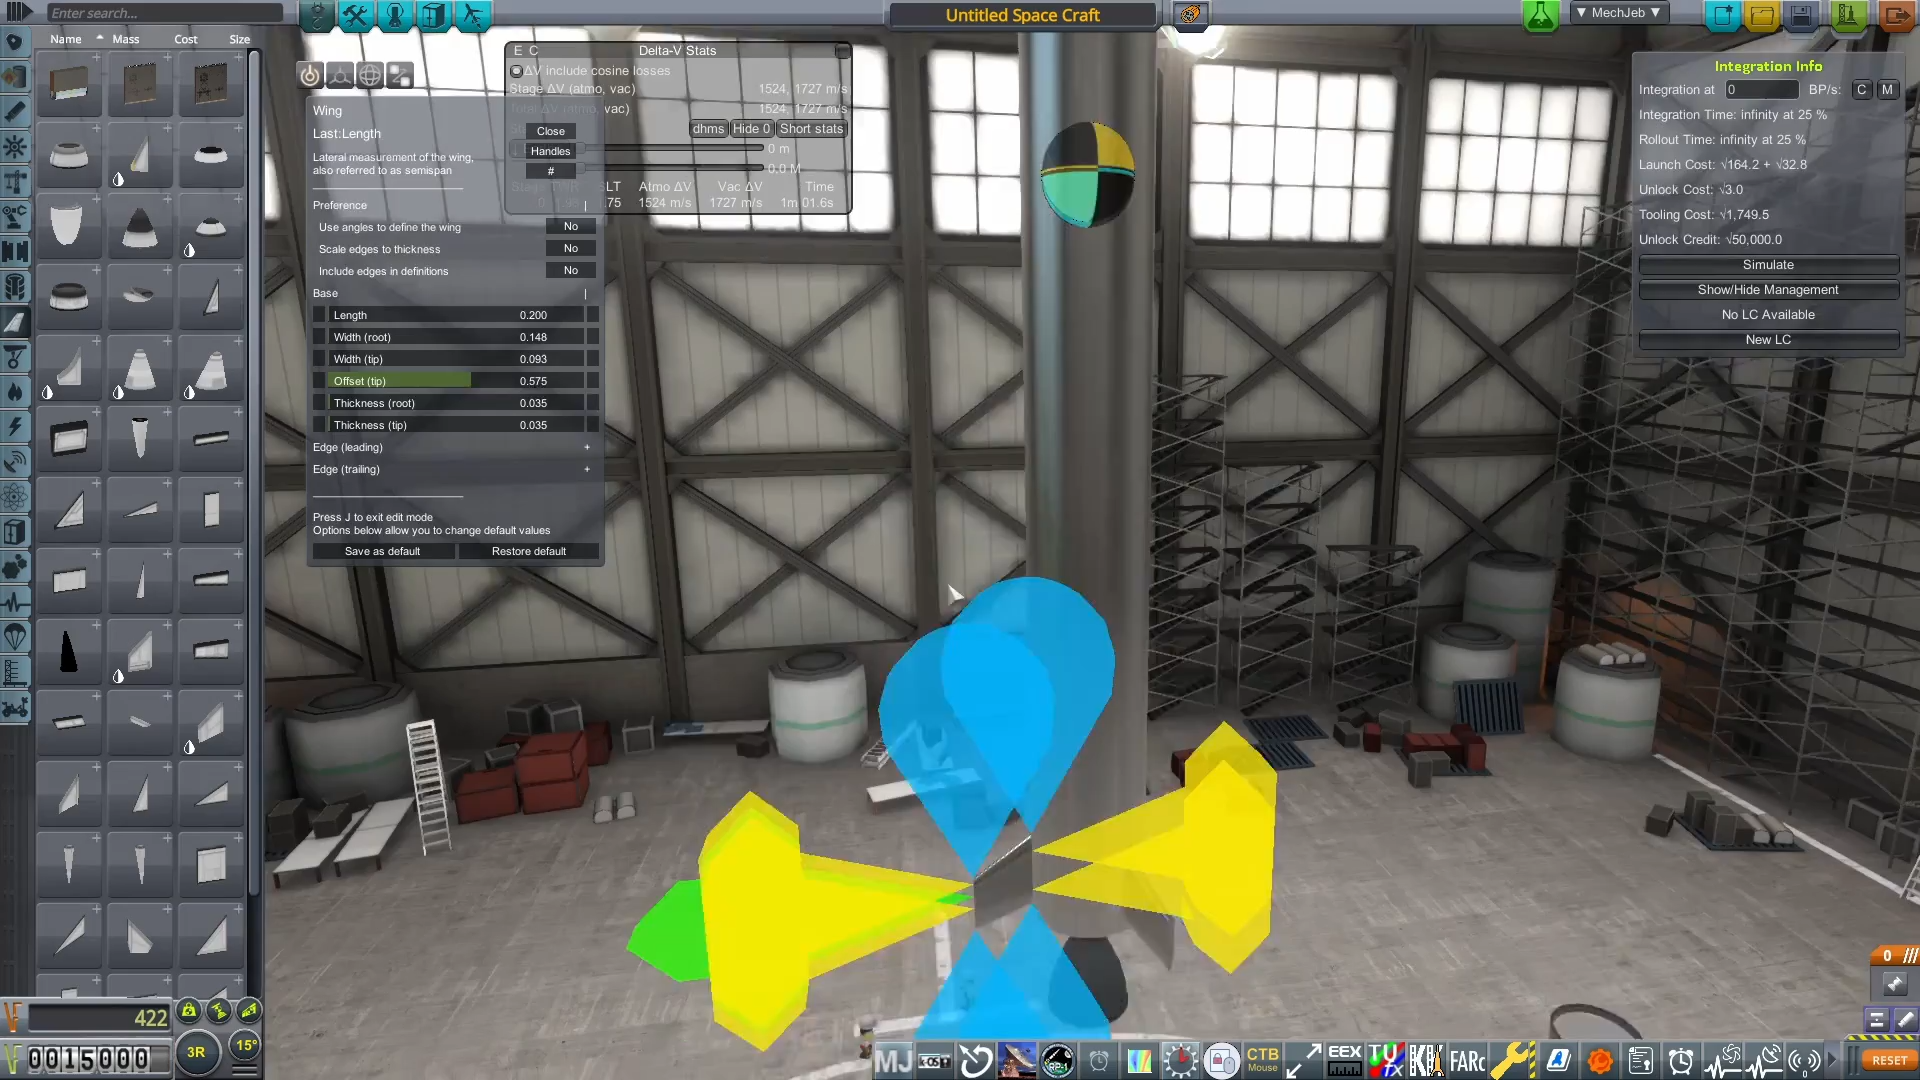 Enter search...
Untitled Space Craft
▼ MechJeb ▼
Name Mass Cost Size
E C Delta-V Stats
ΔV include cosine losses
Stage ΔV (atmo, vac) 1524, 1727 m/s
vac) 1524, 1727 m/s
dhms Hide 0 Short stats
0 m
0.0 M
SLT Atmo ΔV Vac ΔV Time
.75 1524 m/s 1727 m/s 1m 01.6s
Wing
Last:Length
Lateral measurement of the wing,
also referred to as semispan
Close
Handles
#
Preference |
Use angles to define the wing No
Scale edges to thickness No
Include edges in definitions No
Base |
Length 0.200
Width (root) 0.148
Width (tip) 0.093
Offset (tip) 0.575
Thickness (root) 0.035
Thickness (tip) 0.035
Edge (leading) +
Edge (trailing) +
Press J to exit edit mode
Options below allow you to change default values
Save as default Restore default
Integration Info
Integration at 0 BP/s: C M
Integration Time: infinity at 25 %
Rollout Time: infinity at 25 %
Launch Cost: √164.2 + √32.8
Unlock Cost: √3.0
Tooling Cost: √1,749.5
Unlock Credit: √50,000.0
Simulate
Show/Hide Management
No LC Available
New LC
0
422
0015000
3R
15°
MJ
RP-1
CTB
Mouse
EEX
TU
fx
KB
FARc
RESET